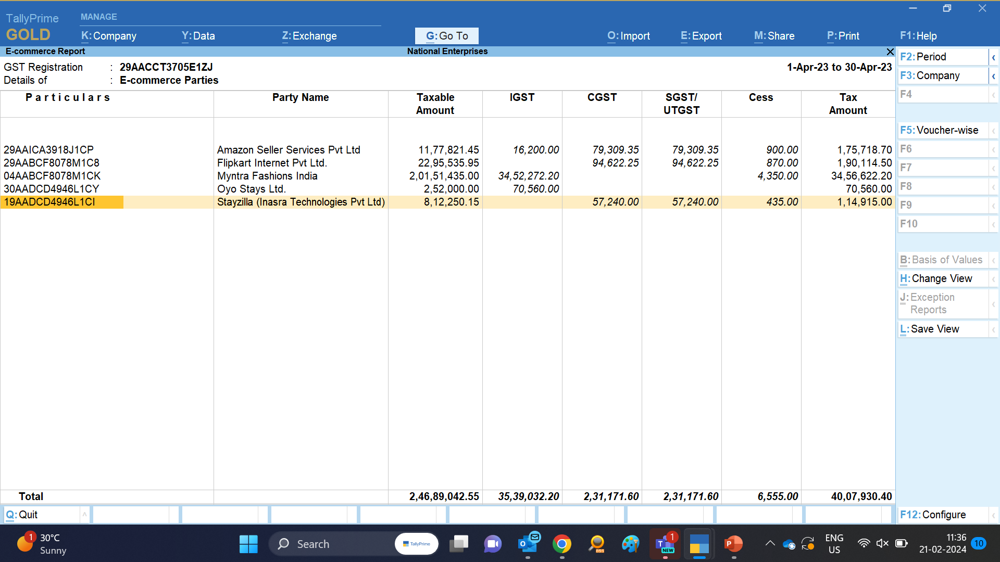 TallyPrime
GOLD
MANAGE
K:Company
Y:Data
Z:Exchange
G:Go To
O:Import
E:Export
M:Share
P:Print
F1:Help
E-commerce Report
National Enterprises
GST Registration : 29AACCT3705E1ZJ
1-Apr-23 to 30-Apr-23
Details of : E-commerce Parties
Particulars Party Name Taxable Amount IGST CGST SGST/ UTGST Cess Tax Amount
29AAICA3918J1CP Amazon Seller Services Pvt Ltd 11,77,821.45 16,200.00 79,309.35 79,309.35 900.00 1,75,718.70
29AABCF8078M1C8 Flipkart Internet Pvt Ltd. 22,95,535.95 94,622.25 94,622.25 870.00 1,90,114.50
04AABCF8078M1CK Myntra Fashions India 2,01,51,435.00 34,52,272.20 4,350.00 34,56,622.20
30AADCD4946L1CY Oyo Stays Ltd. 2,52,000.00 70,560.00 70,560.00
19AADCD4946L1CI Stayzilla (Inasra Technologies Pvt Ltd) 8,12,250.15 57,240.00 57,240.00 435.00 1,14,915.00
Total 2,46,89,042.55 35,39,032.20 2,31,171.60 2,31,171.60 6,555.00 40,07,930.40
F2:Period
F3:Company
F4
F5:Voucher-wise
F6
F7
F8
F9
F10
B:Basis of Values
H:Change View
J:Exception
Reports
L:Save View
F12:Configure
Q:Quit
1
30°C
Sunny
Search
TallyPrime
1
NEW
ENG
US
11:36
21-02-2024
10